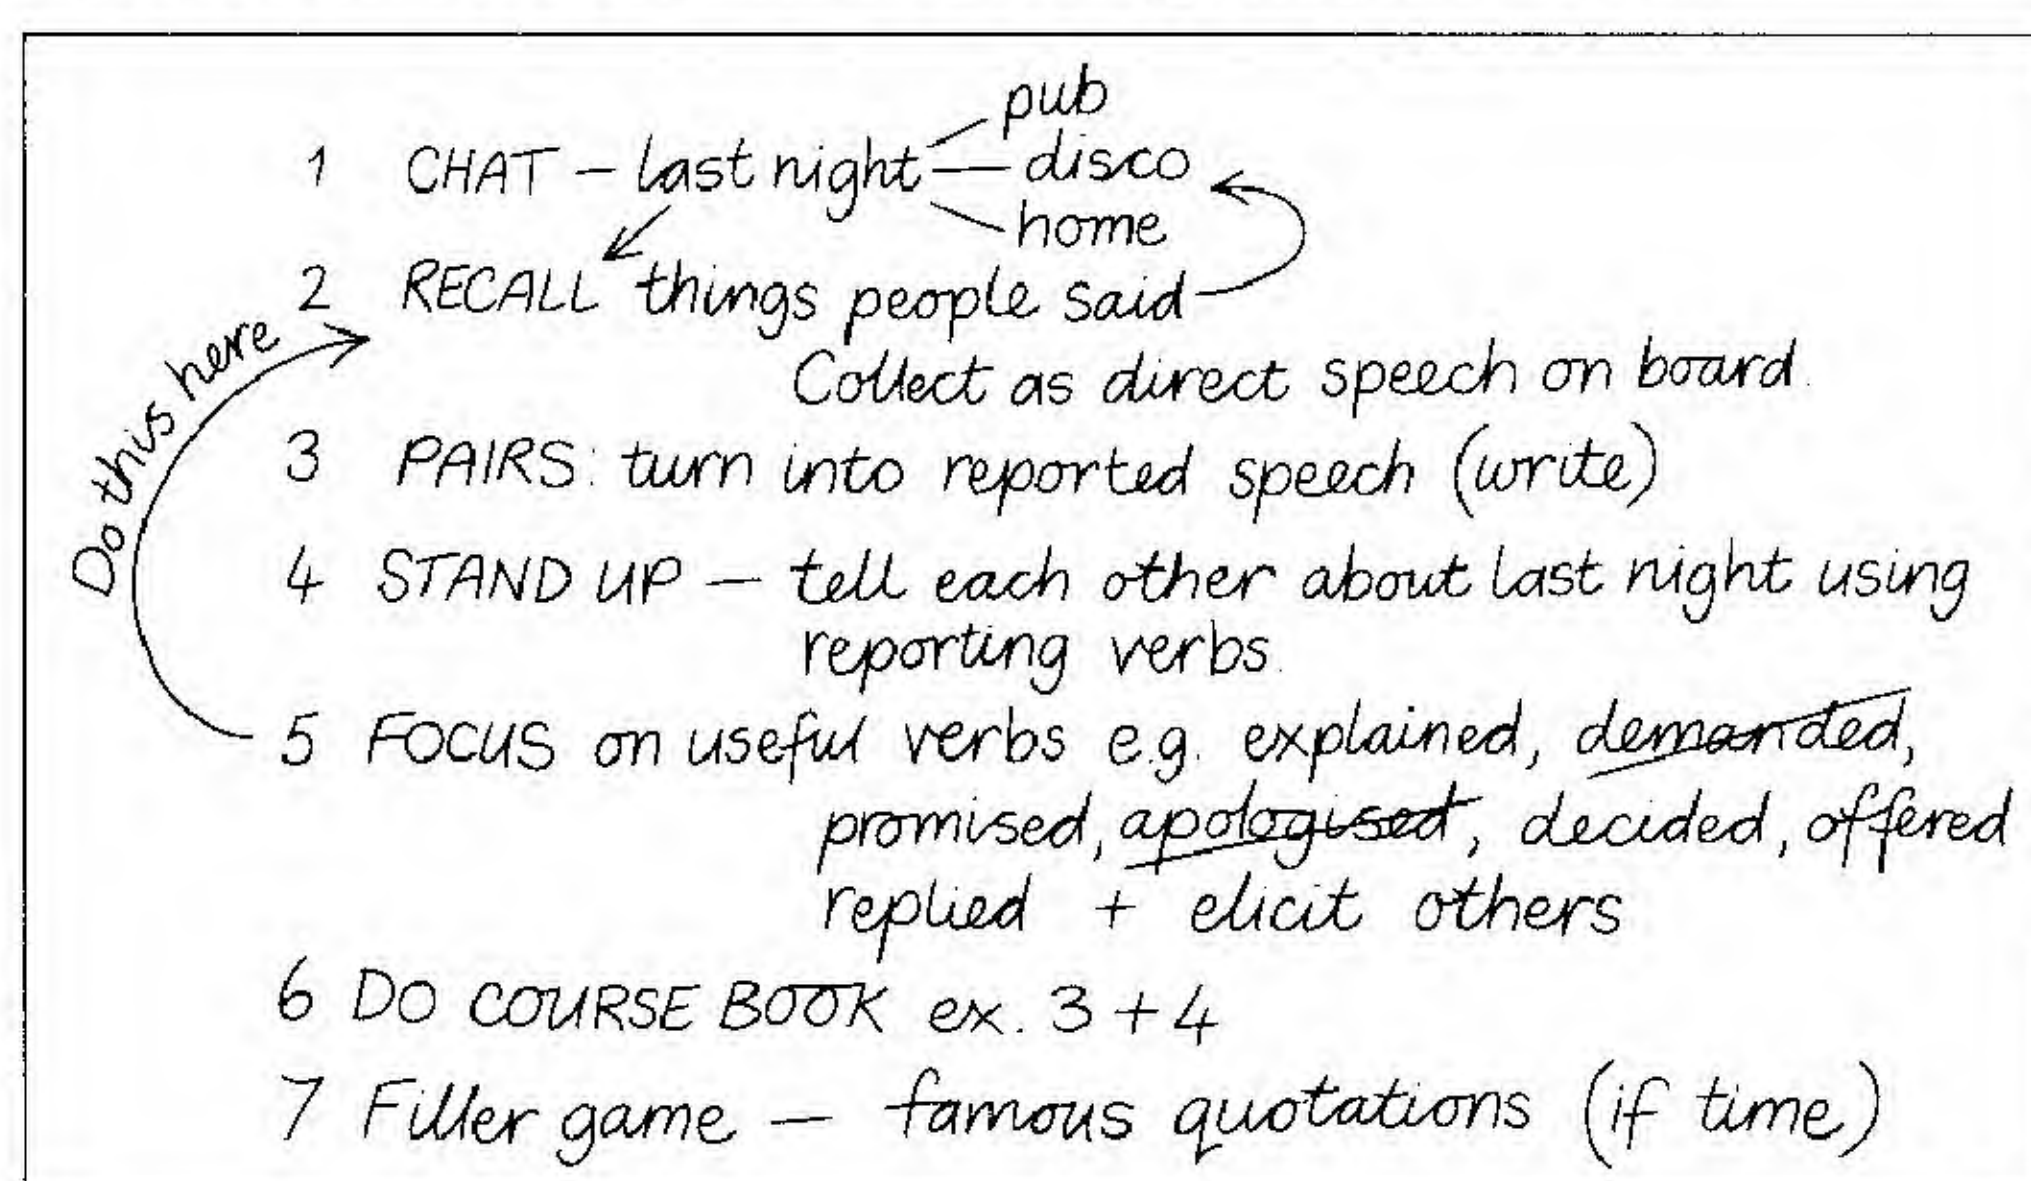 pub
1 CHAT – last night — disco
home
2 RECALL things people said
Do this here
Collect as direct speech on board.
3 PAIRS: turn into reported speech (write)
4 STAND UP — tell each other about last night using
reporting verbs.
5 FOCUS on useful verbs e.g. explained, demanded,
promised, apologised, decided, offered
replied + elicit others
6 DO COURSE BOOK ex. 3 + 4
7 Filler game — famous quotations (if time)